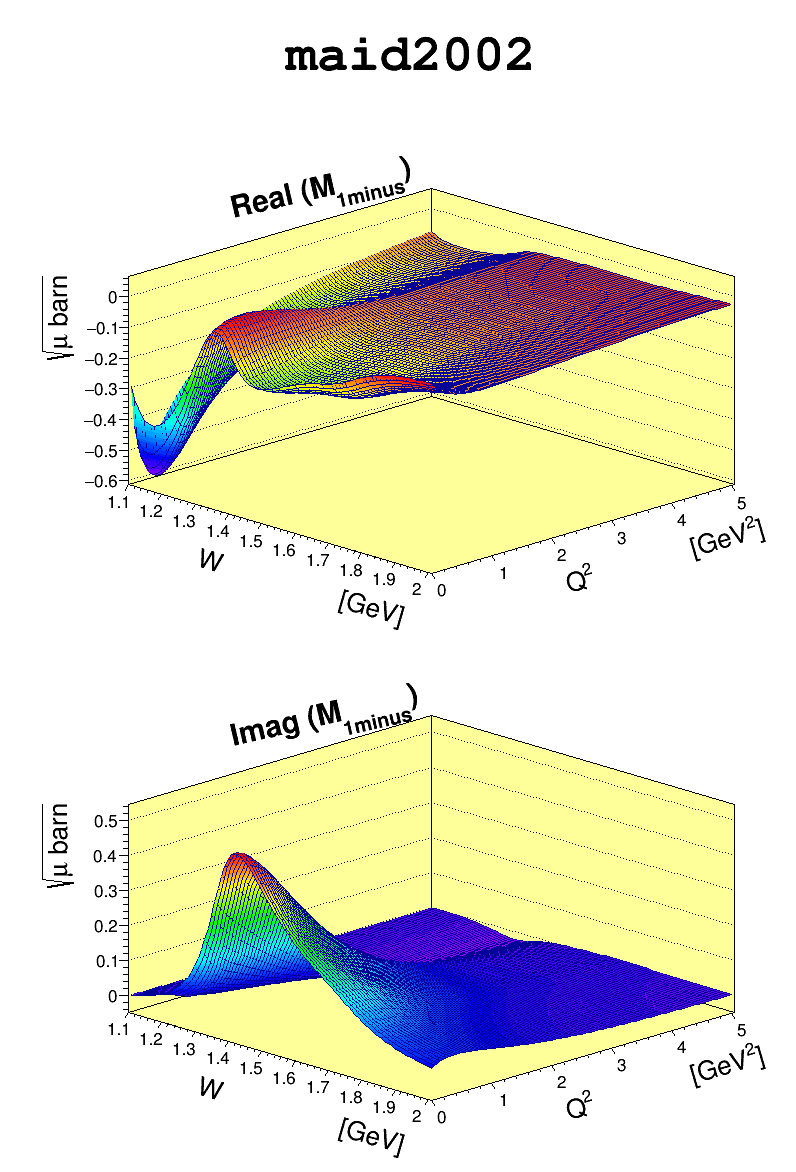 maid2002
Real (M1minus)
√μ barn
0
−0.1
−0.2
−0.3
−0.4
−0.5
−0.6
1.1 1.2 1.3 1.4 1.5 1.6 1.7 1.8 1.9 2
W [GeV]
0 1 2 3 4 5
Q² [GeV²]
Imag (M1minus)
√μ barn
0.5
0.4
0.3
0.2
0.1
0
1.1 1.2 1.3 1.4 1.5 1.6 1.7 1.8 1.9 2
W [GeV]
0 1 2 3 4 5
Q² [GeV²]